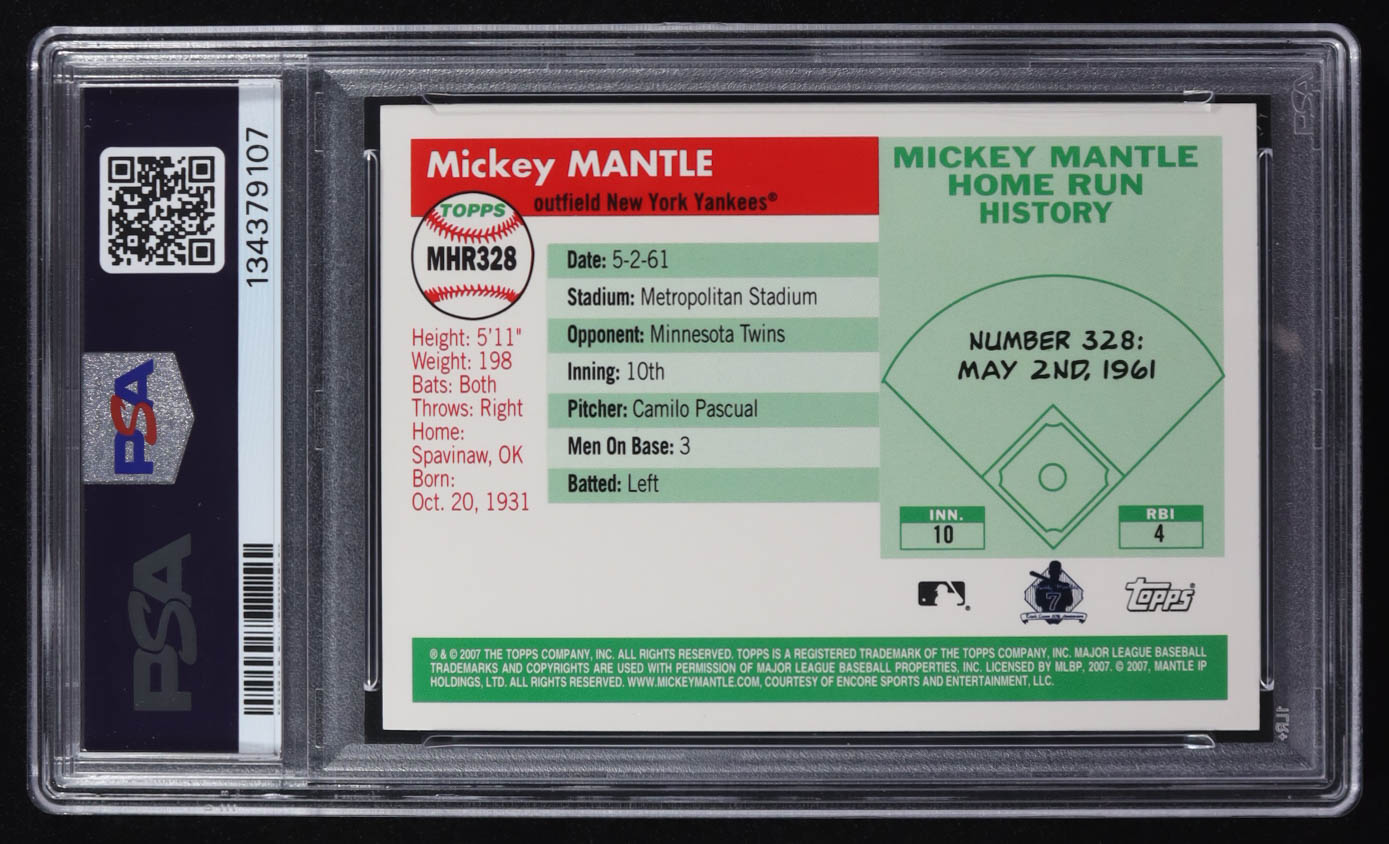 134379107
PSA
PSA
PSA
Mickey MANTLE
outfield New York Yankees®
TOPPS
MHR328
Height: 5'11"
Weight: 198
Bats: Both
Throws: Right
Home:
Spavinaw, OK
Born:
Oct. 20, 1931
Date: 5-2-61
Stadium: Metropolitan Stadium
Opponent: Minnesota Twins
Inning: 10th
Pitcher: Camilo Pascual
Men On Base: 3
Batted: Left
MICKEY MANTLE
HOME RUN
HISTORY
NUMBER 328:
MAY 2ND, 1961
INN.
10
RBI
4
7
Topps®
® & © 2007 THE TOPPS COMPANY, INC. ALL RIGHTS RESERVED. TOPPS IS A REGISTERED TRADEMARK OF THE TOPPS COMPANY, INC. MAJOR LEAGUE BASEBALL
TRADEMARKS AND COPYRIGHTS ARE USED WITH PERMISSION OF MAJOR LEAGUE BASEBALL PROPERTIES, INC. LICENSED BY MLBP, 2007. © 2007, MANTLE IP
HOLDINGS, LTD. ALL RIGHTS RESERVED. WWW.MICKEYMANTLE.COM, COURTESY OF ENCORE SPORTS AND ENTERTAINMENT, LLC.